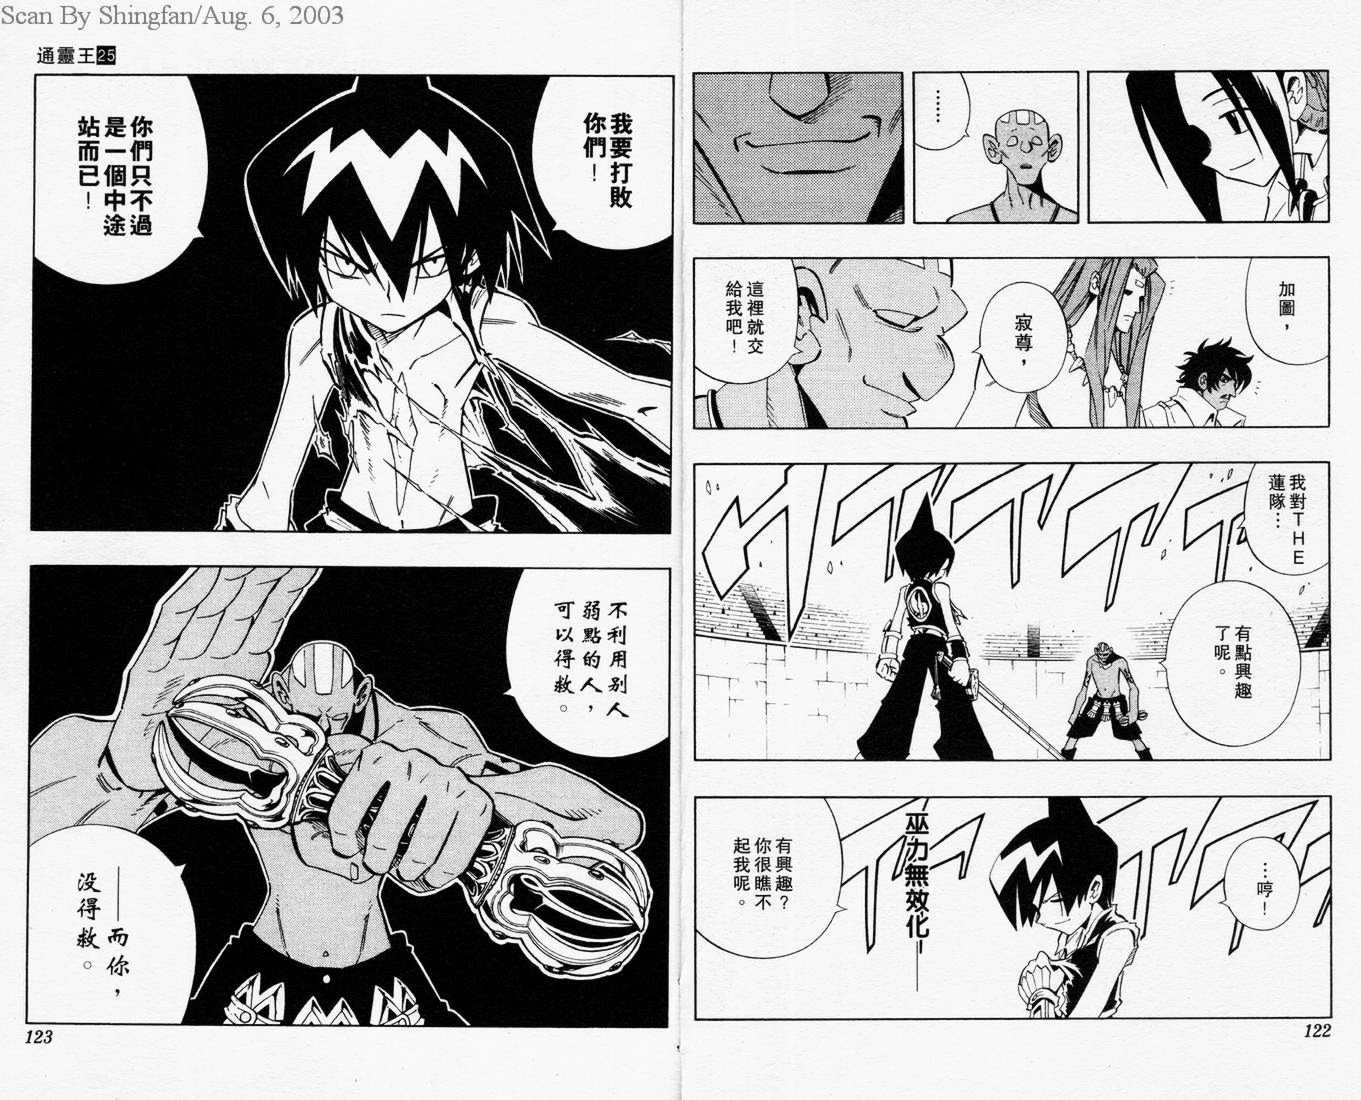 Scan By Shingfan/Aug. 6, 2003
通靈王25
……
加圖，
寂尊，
這裡就交
給我吧！
我對ＴＨＥ
蓮隊…
有點興趣
了呢。
…哼！
巫力無效化—
有興趣？
你很瞧不
起我呢。
122
我要打敗
你們！
你們只不過
是一個中途
站而已！
不利用別人
弱點的人，
可以得救。
——而你，
没得救。
123